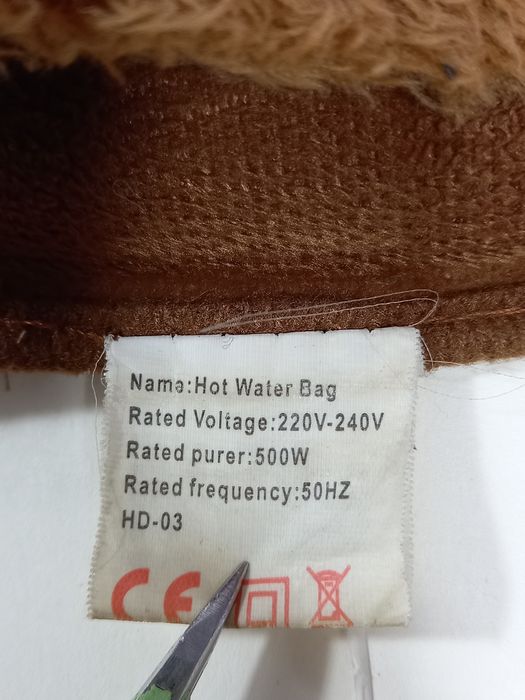 Name:Hot Water Bag
Rated Voltage:220V-240V
Rated purer:500W
Rated frequency:50HZ
HD-03
CE